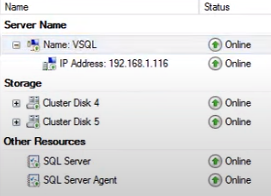 Name Status
Server Name
Name: VSQL Online
IP Address: 192.168.1.116 Online
Storage
Cluster Disk 4 Online
Cluster Disk 5 Online
Other Resources
SQL Server Online
SQL Server Agent Online